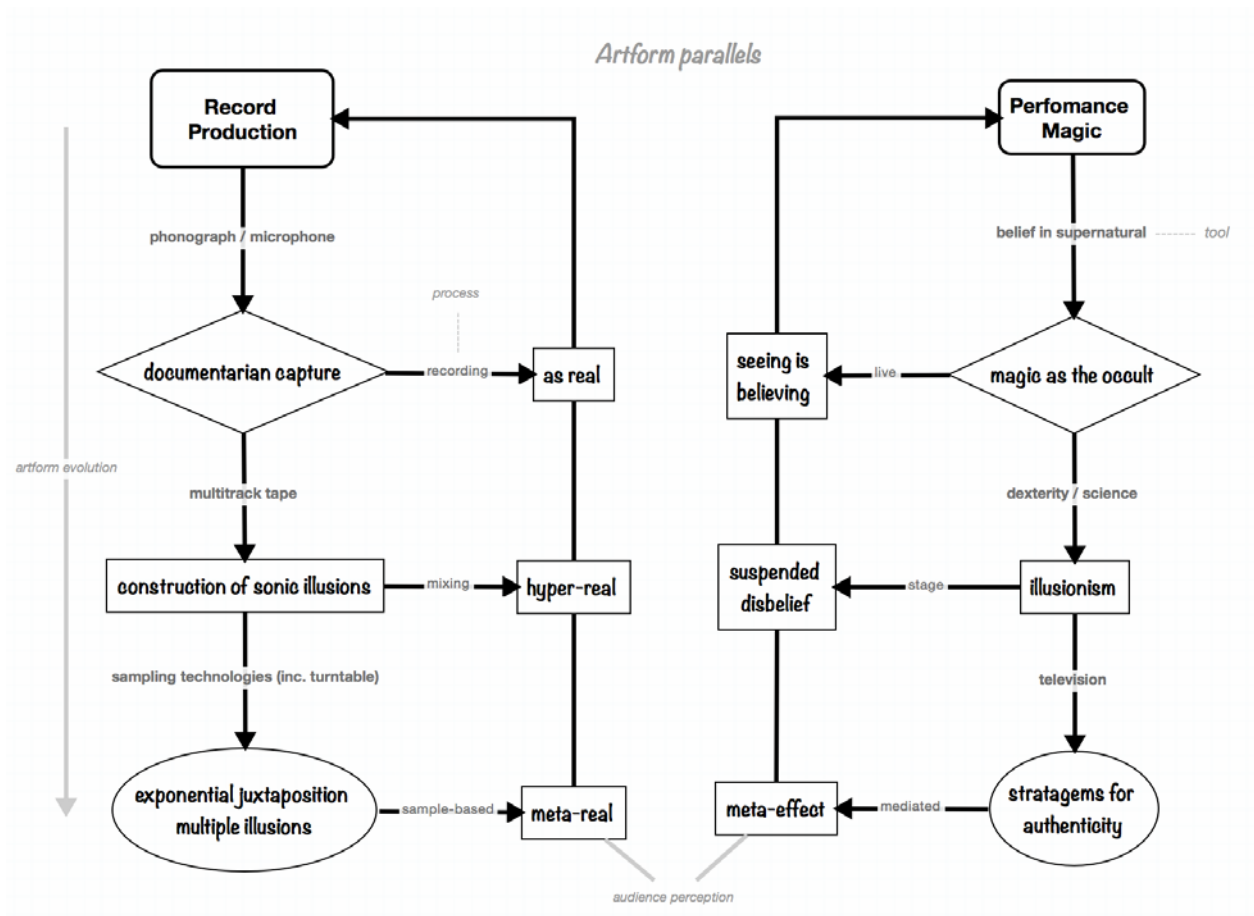 Artform parallels
Record
Production
Perfomance
Magic
phonograph / microphone
belief in supernatural
tool
process
documentarian capture
recording
as real
seeing is
believing
live
magic as the occult
artform evolution
multitrack tape
dexterity / science
construction of sonic illusions
mixing
hyper-real
suspended
disbelief
stage
illusionism
sampling technologies (inc. turntable)
television
exponential juxtaposition
multiple illusions
sample-based
meta-real
meta-effect
mediated
stratagems for
authenticity
audience perception